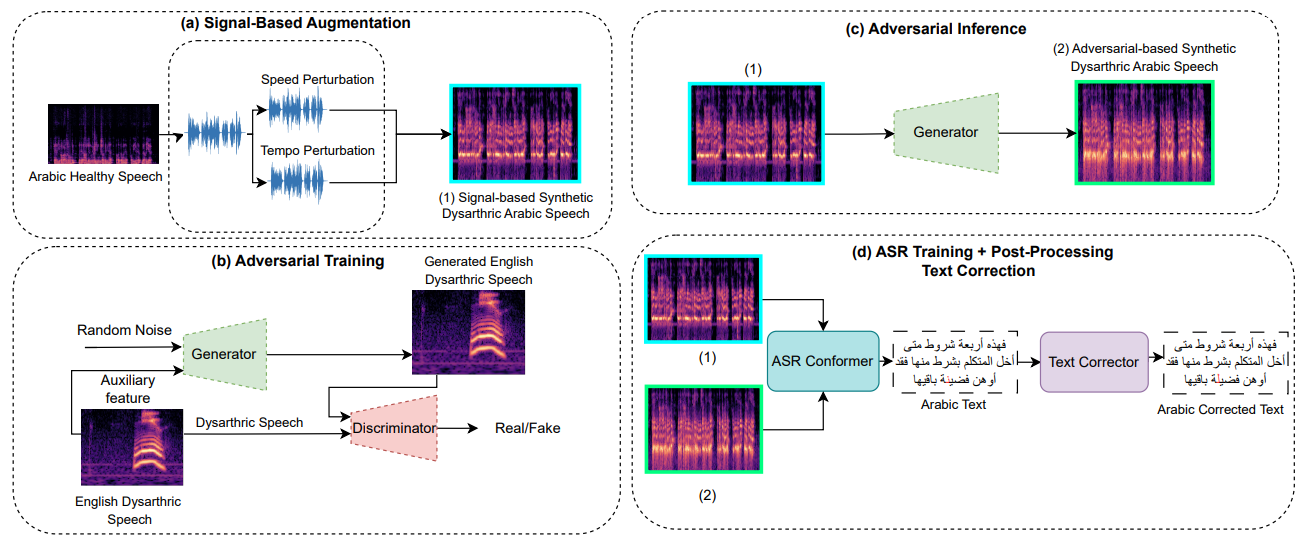 (a) Signal-Based Augmentation
Speed Perturbation
Tempo Perturbation
Arabic Healthy Speech
(1) Signal-based Synthetic
Dysarthric Arabic Speech
(b) Adversarial Training
Generated English
Dysarthric Speech
Random Noise
Generator
Auxiliary
feature
Dysarthric Speech
Discriminator
Real/Fake
English Dysarthric
Speech
(c) Adversarial Inference
(1)
Generator
(2) Adversarial-based Synthetic
Dysarthric Arabic Speech
(d) ASR Training + Post-Processing
Text Correction
(1)
(2)
ASR Conformer
فهذه أربعة شروط متى
أخل المتكلم بشرط منها فقد
أوهن فضيلة باقيها
Arabic Text
Text Corrector
فهذه أربعة شروط متى
أخل المتكلم بشرط منها فقد
أوهن فضيلة باقيها
Arabic Corrected Text